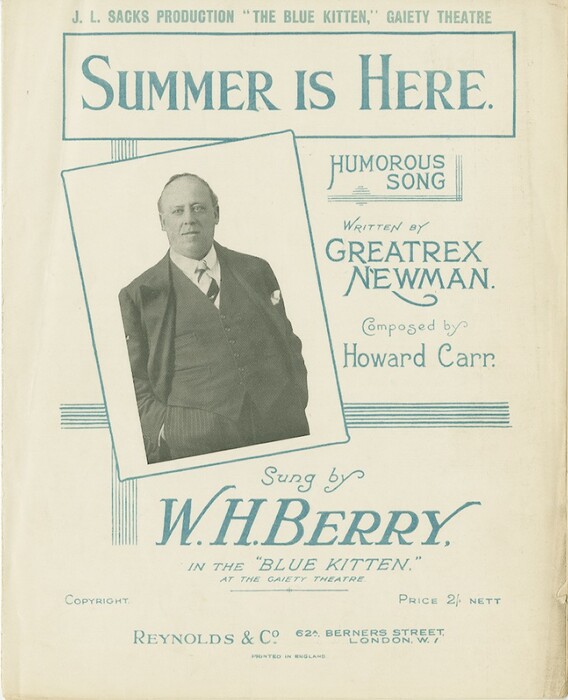 J. L. SACKS PRODUCTION "THE BLUE KITTEN," GAIETY THEATRE
SUMMER IS HERE.
HUMOROUS
SONG
WRITTEN BY
GREATREX
NEWMAN.
Composed by
Howard Carr.
Sung by
W. H. BERRY,
IN THE "BLUE KITTEN."
AT THE GAIETY THEATRE
COPYRIGHT.
PRICE 2/- NETT
REYNOLDS & Co. 62A, BERNERS STREET,
LONDON, W.1
PRINTED IN ENGLAND